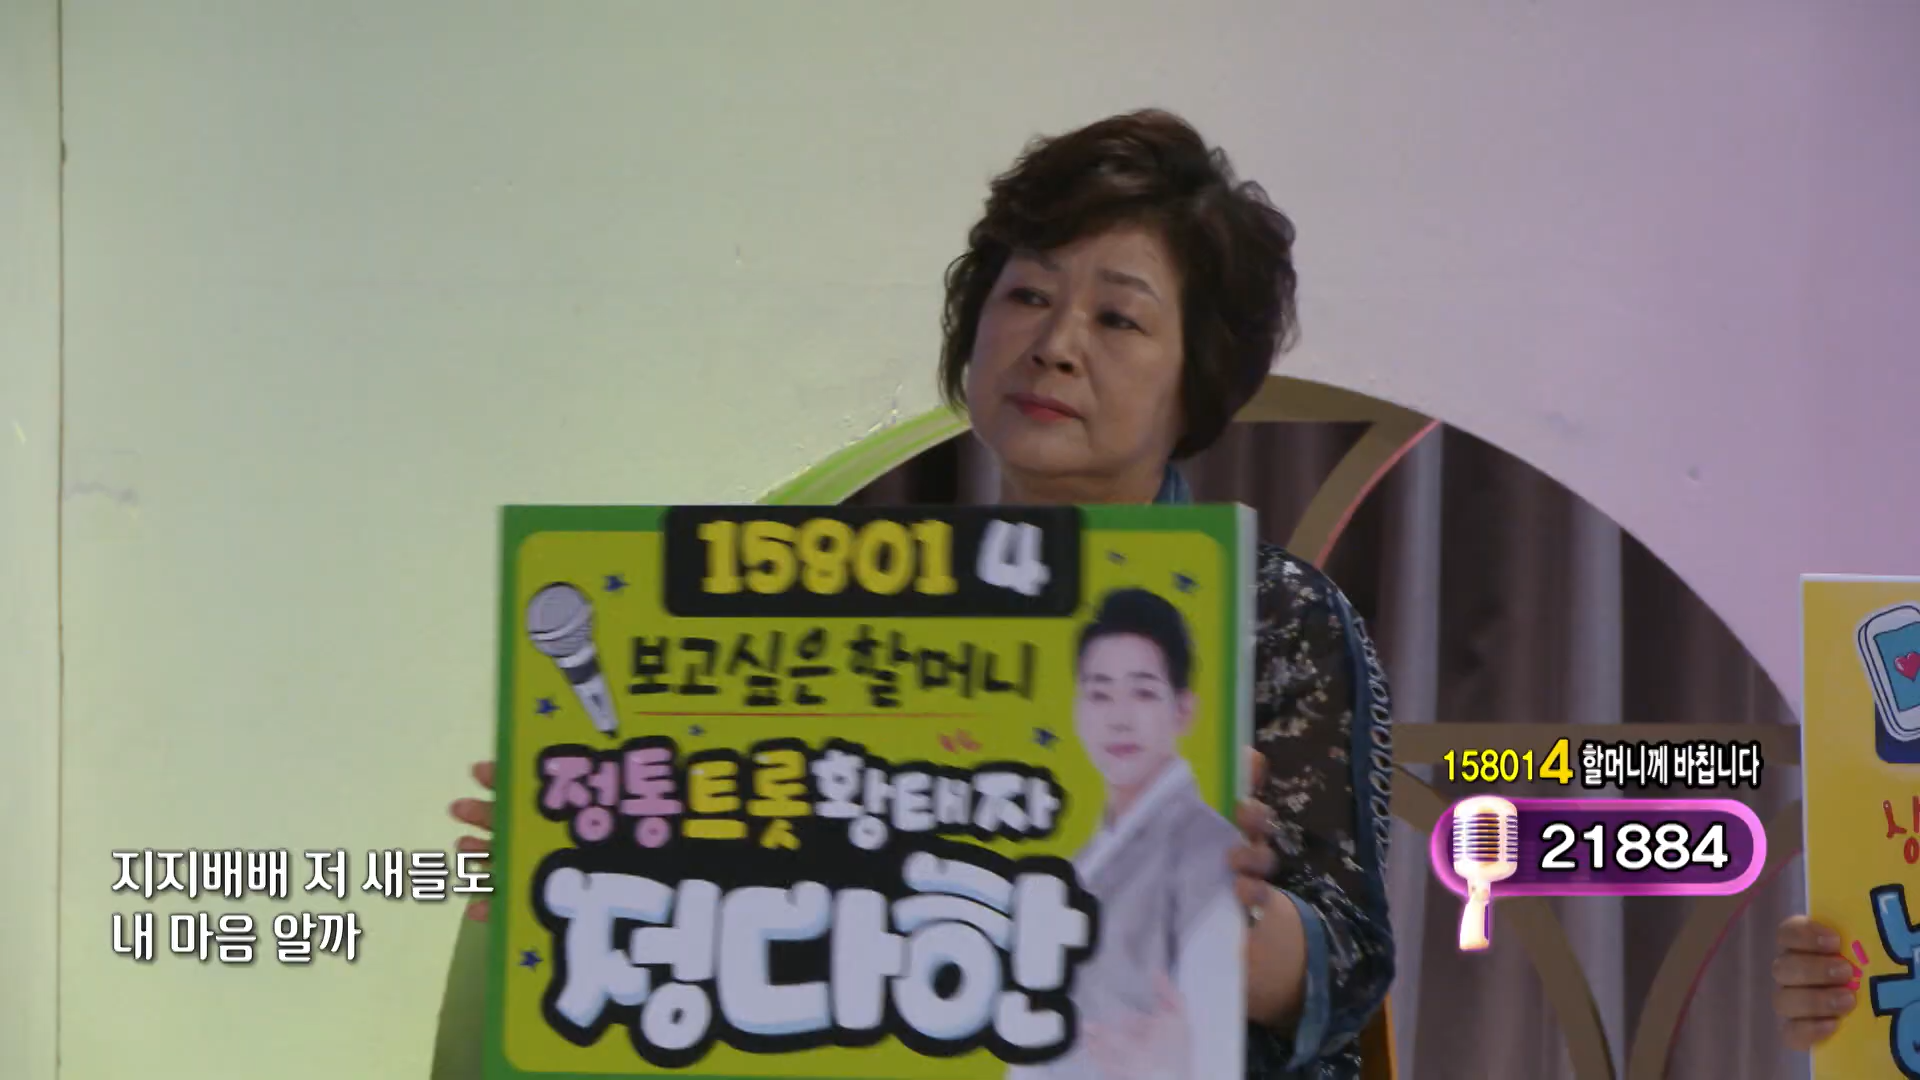 15801 4
보고싶은 할머니
정통트롯황태자
정다한
158014 할머니께 바칩니다
21884
지지배배 저 새들도
내 마음 알까